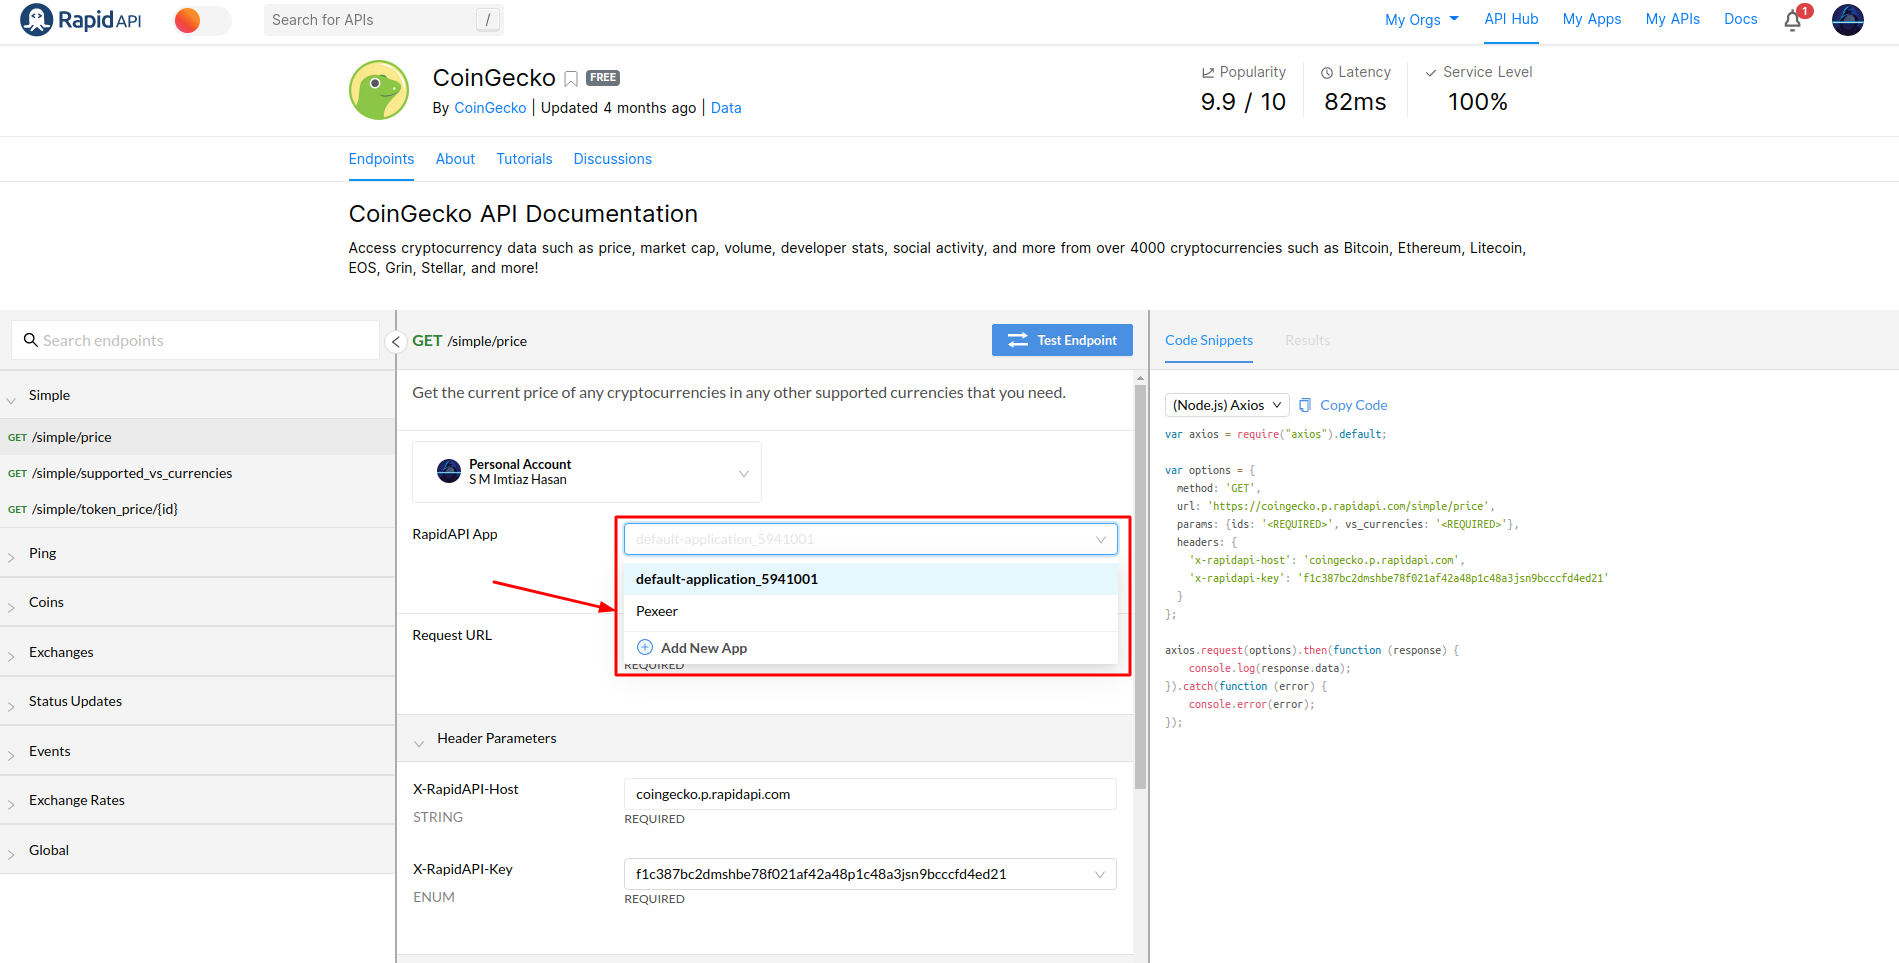 RapidAPI
Search for APIs /
My Orgs API Hub My Apps My APIs Docs 1
CoinGecko FREE
By CoinGecko | Updated 4 months ago | Data
Popularity Latency Service Level
9.9 / 10 82ms 100%
Endpoints About Tutorials Discussions
CoinGecko API Documentation
Access cryptocurrency data such as price, market cap, volume, developer stats, social activity, and more from over 4000 cryptocurrencies such as Bitcoin, Ethereum, Litecoin,
EOS, Grin, Stellar, and more!
Search endpoints
Simple
GET /simple/price
GET /simple/supported_vs_currencies
GET /simple/token_price/{id}
Ping
Coins
Exchanges
Status Updates
Events
Exchange Rates
Global
GET /simple/price
Test Endpoint
Get the current price of any cryptocurrencies in any other supported currencies that you need.
Personal Account
S M Imtiaz Hasan
RapidAPI App
default-application_5941001
default-application_5941001
Pexeer
Add New App
Request URL
REQUIRED
Header Parameters
X-RapidAPI-Host
STRING
coingecko.p.rapidapi.com
REQUIRED
X-RapidAPI-Key
ENUM
f1c387bc2dmshbe78f021af42a48p1c48a3jsn9bcccfd4ed21
REQUIRED
Code Snippets Results
(Node.js) Axios Copy Code
var axios = require("axios").default;
var options = {
method: 'GET',
url: 'https://coingecko.p.rapidapi.com/simple/price',
params: {ids: '<REQUIRED>', vs_currencies: '<REQUIRED>'},
headers: {
'x-rapidapi-host': 'coingecko.p.rapidapi.com',
'x-rapidapi-key': 'f1c387bc2dmshbe78f021af42a48p1c48a3jsn9bcccfd4ed21'
}
};
axios.request(options).then(function (response) {
console.log(response.data);
}).catch(function (error) {
console.error(error);
});